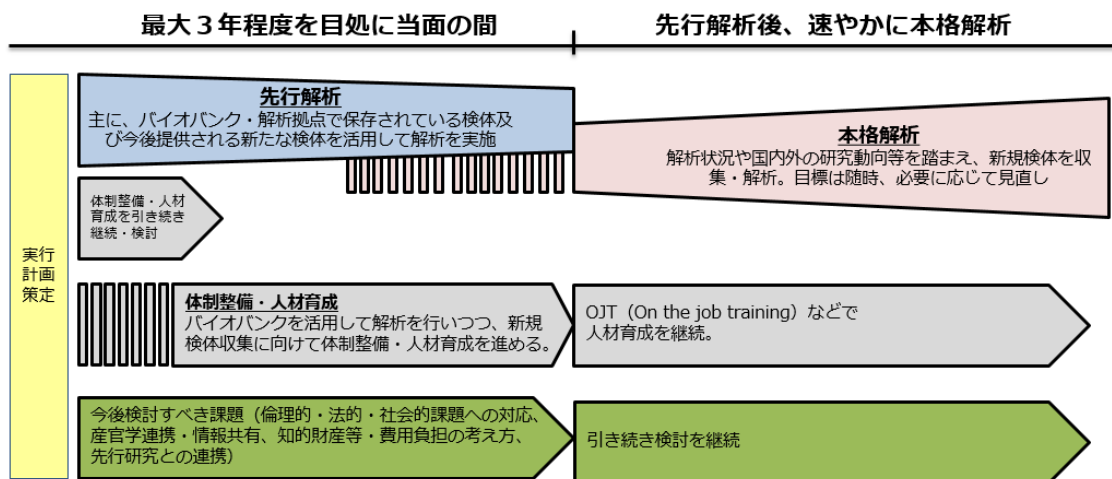 最大３年程度を目処に当面の間
先行解析後、速やかに本格解析
実行
計画
策定
先行解析
主に、バイオバンク・解析拠点で保存されている検体及
び今後提供される新たな検体を活用して解析を実施
本格解析
解析状況や国内外の研究動向等を踏まえ、新規検体を収
集・解析。目標は随時、必要に応じて見直し
体制整備・人材
育成を引き続き
継続・検討
体制整備・人材育成
バイオバンクを活用して解析を行いつつ、新規
検体収集に向けて体制整備・人材育成を進める。
OJT（On the job training）などで
人材育成を継続。
今後検討すべき課題（倫理的・法的・社会的課題への対応、
産官学連携・情報共有、知的財産等・費用負担の考え方、
先行研究との連携）
引き続き検討を継続